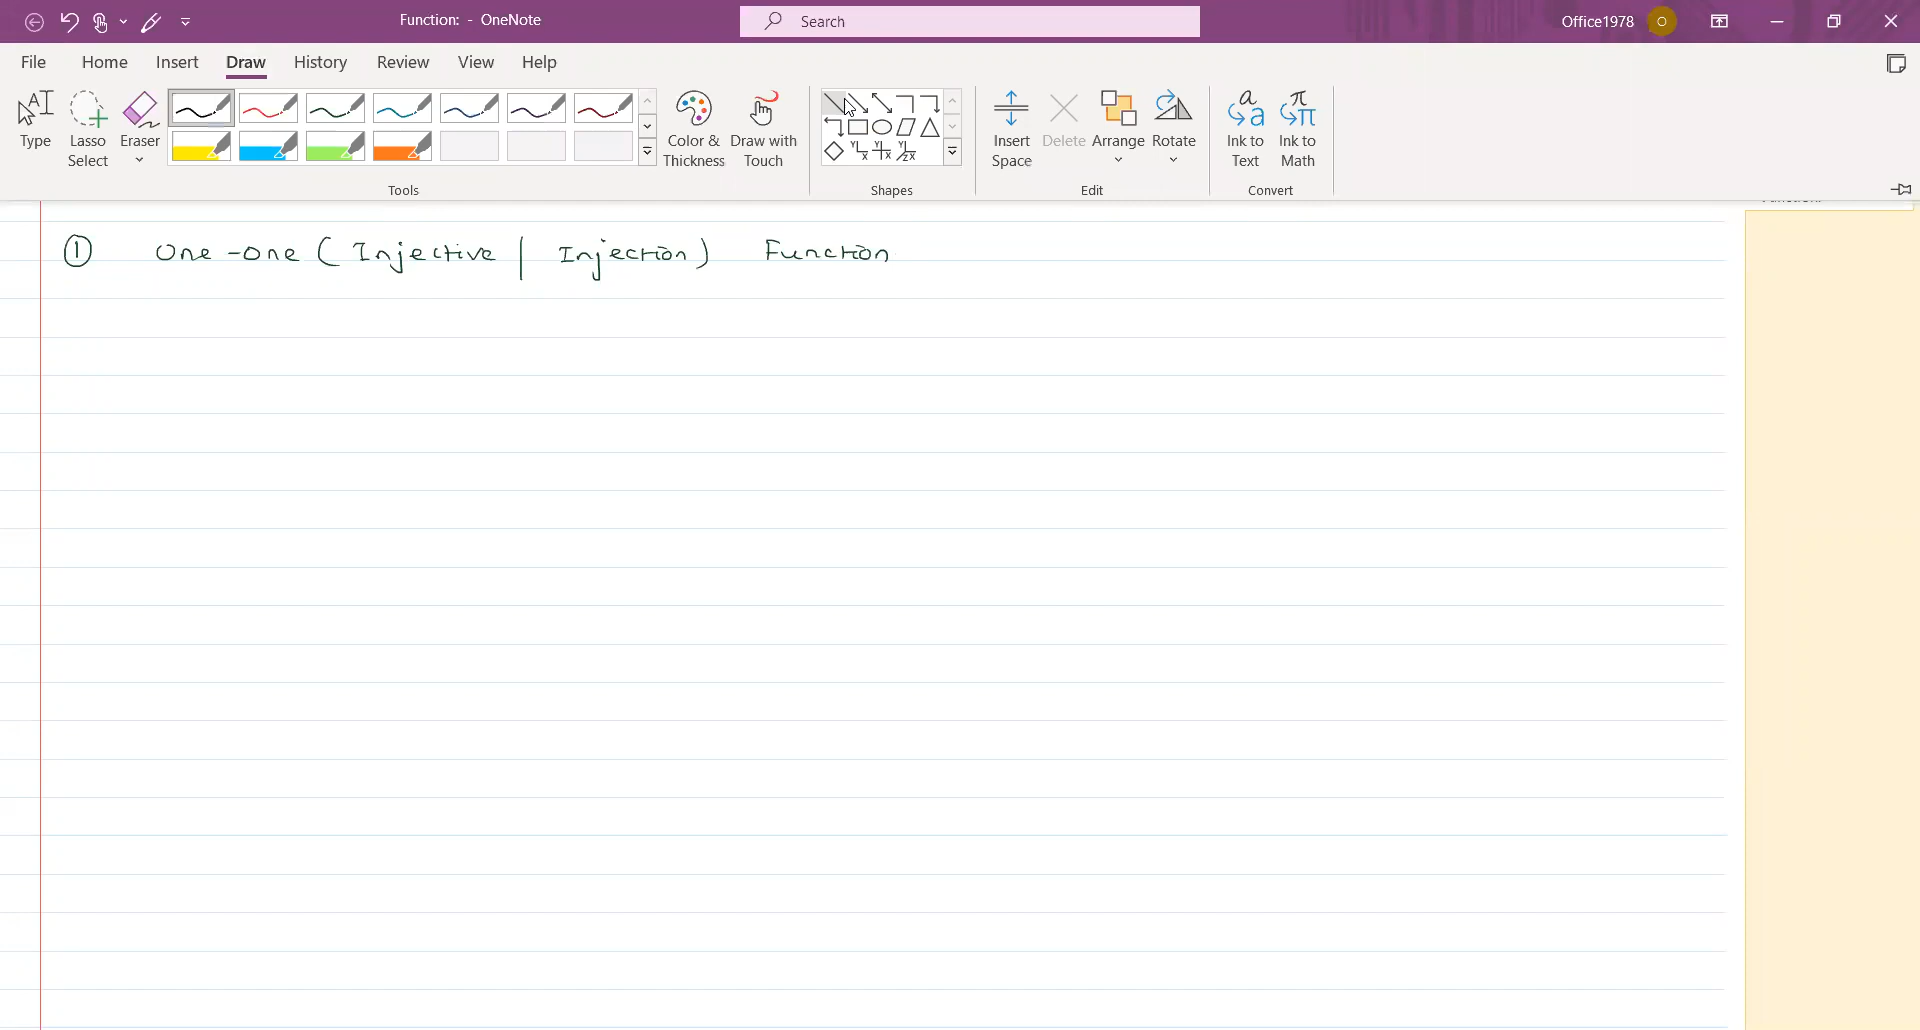 Function: - OneNote
Search
Office1978
O
File Home Insert Draw History Review View Help
Type
Lasso Select
Eraser
Color & Thickness
Draw with Touch
Insert Space
Delete
Arrange
Rotate
Ink to Text
Ink to Math
Tools
Shapes
Edit
Convert
① One-One (Injective | Injection) Function